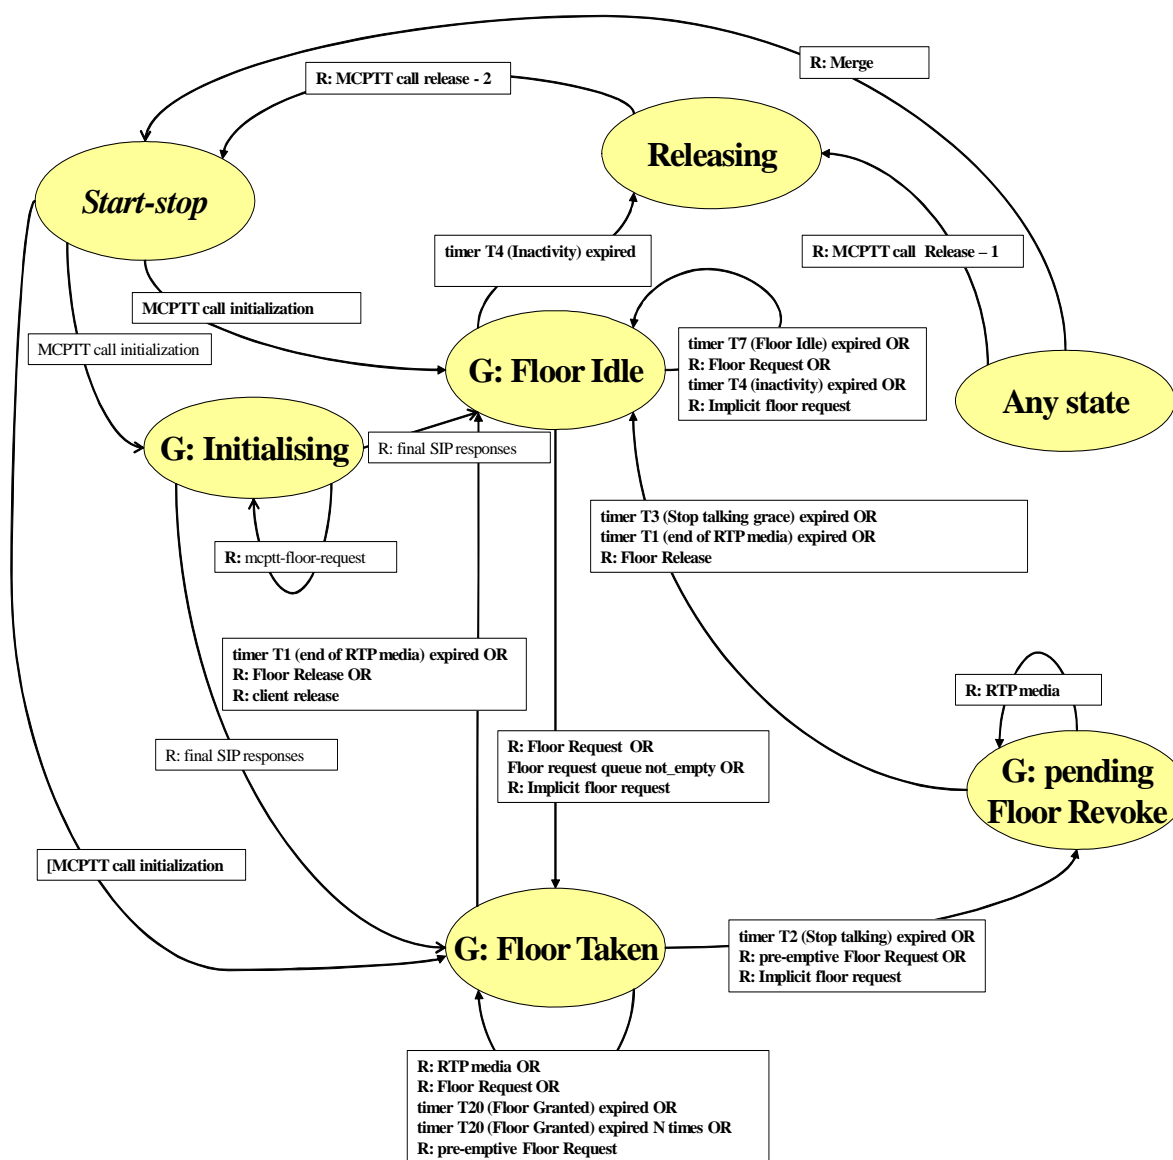 R: Merge
R: MCPTT call release - 2
Releasing
Start-stop
timer T4 (Inactivity) expired
R: MCPTT call Release – 1
MCPTT call initialization
MCPTT call initialization
G: Floor Idle
timer T7 (Floor Idle) expired OR
R: Floor Request OR
timer T4 (inactivity) expired OR
R: Implicit floor request
Any state
G: Initialising
R: final SIP responses
R: mcptt-floor-request
timer T3 (Stop talking grace) expired OR
timer T1 (end of RTP media) expired OR
R: Floor Release
timer T1 (end of RTP media) expired OR
R: Floor Release OR
R: client release
R: RTP media
R: final SIP responses
R: Floor Request OR
Floor request queue not_empty OR
R: Implicit floor request
G: pending
Floor Revoke
[MCPTT call initialization
G: Floor Taken
timer T2 (Stop talking) expired OR
R: pre-emptive Floor Request OR
R: Implicit floor request
R: RTP media OR
R: Floor Request OR
timer T20 (Floor Granted) expired OR
timer T20 (Floor Granted) expired N times OR
R: pre-emptive Floor Request